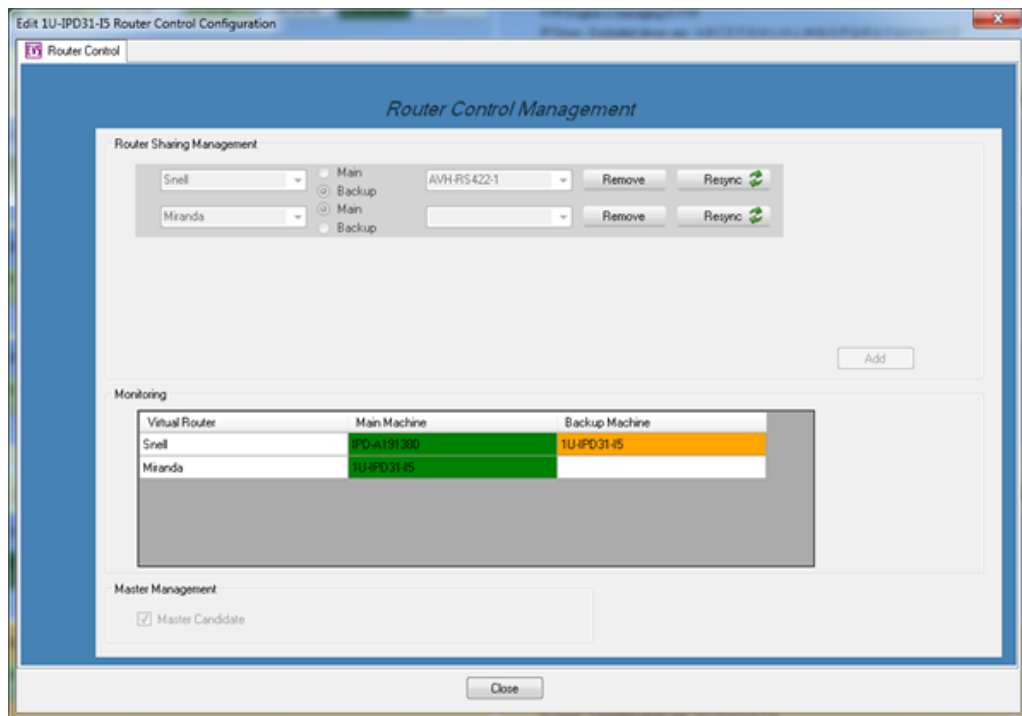 Edit 1U-IPD31-I5 Router Control Configuration
EVS Router Control
Router Control Management
Router Sharing Management
Snell Main Backup AVH-RS422-1 Remove Resync
Miranda Main Backup Remove Resync
Add
Monitoring
Virtual Router Main Machine Backup Machine
Snell IPD-A191380 1U-IPD31-I5
Miranda 1U-IPD31-I5
Master Management
Master Candidate
Close